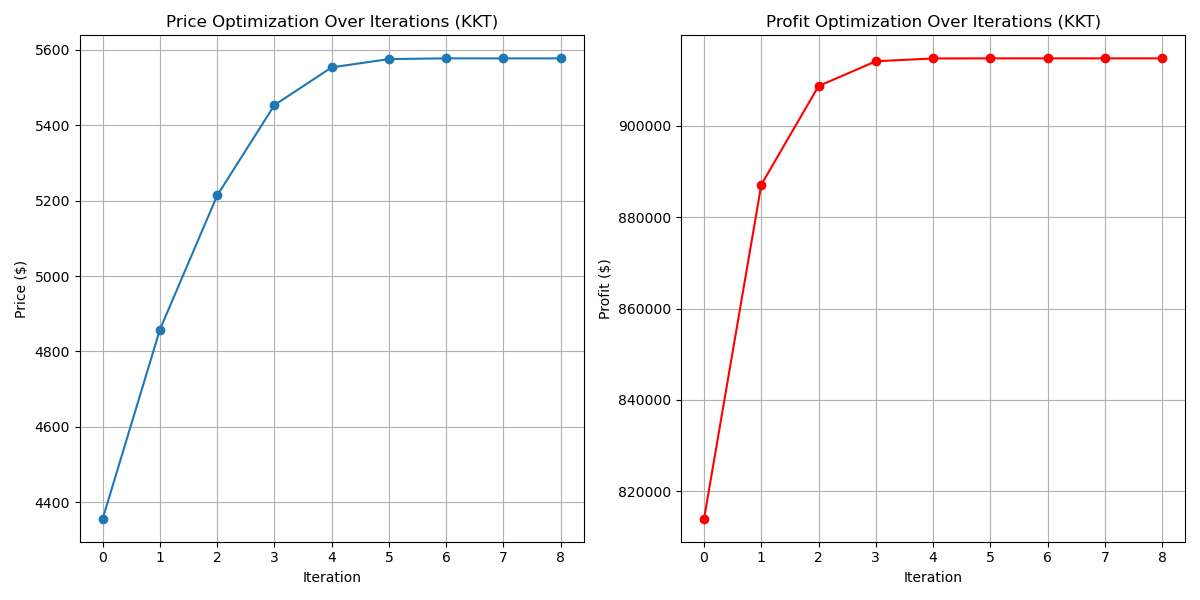 Price Optimization Over Iterations (KKT)
Price ($)
5600
5400
5200
5000
4800
4600
4400
0 1 2 3 4 5 6 7 8
Iteration
Profit Optimization Over Iterations (KKT)
Profit ($)
900000
880000
860000
840000
820000
0 1 2 3 4 5 6 7 8
Iteration